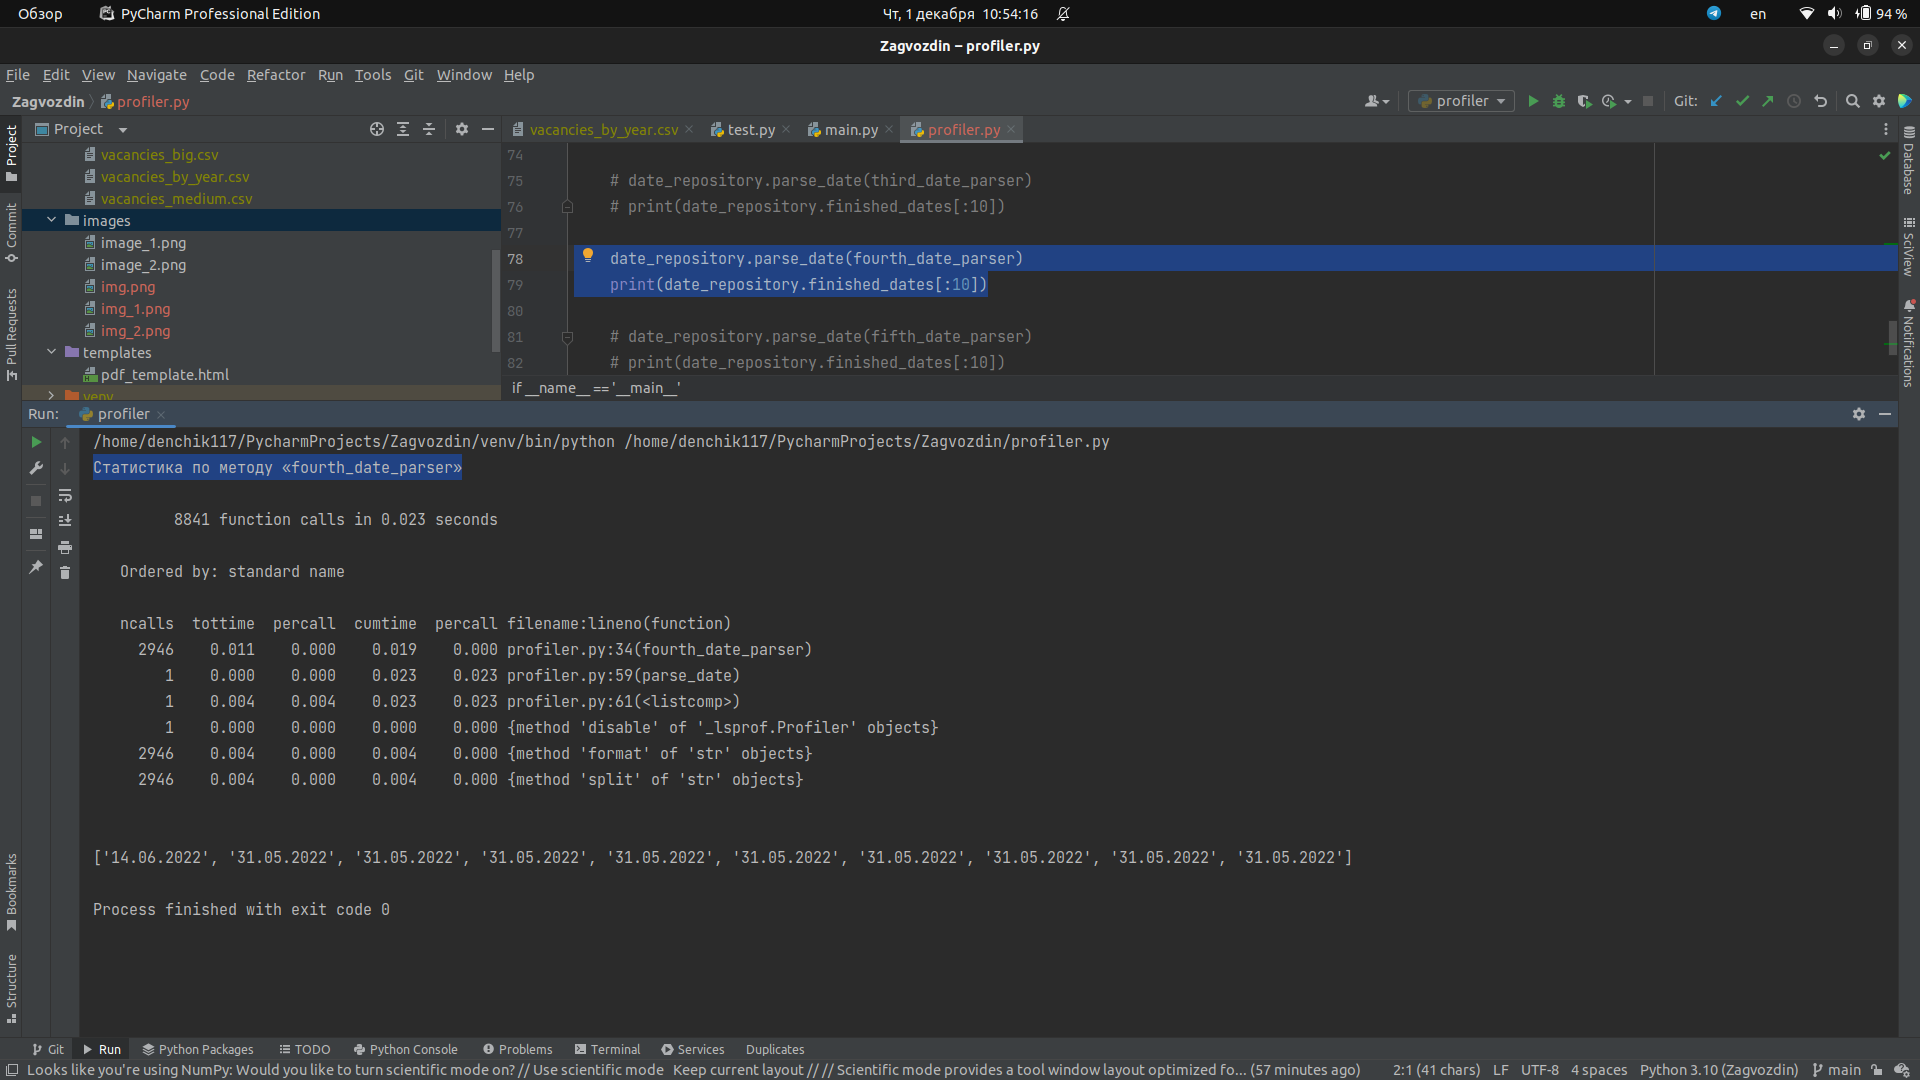 Обзор
PyCharm Professional Edition
Чт, 1 декабря 10:54:16
en
94 %
Zagvozdin – profiler.py
File Edit View Navigate Code Refactor Run Tools Git Window Help
Zagvozdin
profiler.py
profiler
Git:
Project
vacancies_by_year.csv
test.py
main.py
profiler.py
vacancies_big.csv
vacancies_by_year.csv
vacancies_medium.csv
images
image_1.png
image_2.png
img.png
img_1.png
img_2.png
templates
pdf_template.html
venv
74
75 # date_repository.parse_date(third_date_parser)
76 # print(date_repository.finished_dates[:10])
77
78 date_repository.parse_date(fourth_date_parser)
79 print(date_repository.finished_dates[:10])
80
81 # date_repository.parse_date(fifth_date_parser)
82 # print(date_repository.finished_dates[:10])
if __name__ == '__main__'
Project
Commit
Pull Requests
Bookmarks
Structure
Database
SciView
Notifications
Run: profiler
/home/denchik117/PycharmProjects/Zagvozdin/venv/bin/python /home/denchik117/PycharmProjects/Zagvozdin/profiler.py
Статистика по методу «fourth_date_parser»
8841 function calls in 0.023 seconds
Ordered by: standard name
ncalls tottime percall cumtime percall filename:lineno(function)
2946 0.011 0.000 0.019 0.000 profiler.py:34(fourth_date_parser)
1 0.000 0.000 0.023 0.023 profiler.py:59(parse_date)
1 0.004 0.004 0.023 0.023 profiler.py:61(<listcomp>)
1 0.000 0.000 0.000 0.000 {method 'disable' of '_lsprof.Profiler' objects}
2946 0.004 0.000 0.004 0.000 {method 'format' of 'str' objects}
2946 0.004 0.000 0.004 0.000 {method 'split' of 'str' objects}
['14.06.2022', '31.05.2022', '31.05.2022', '31.05.2022', '31.05.2022', '31.05.2022', '31.05.2022', '31.05.2022', '31.05.2022', '31.05.2022']
Process finished with exit code 0
Git Run Python Packages TODO Python Console Problems Terminal Services Duplicates
Looks like you're using NumPy: Would you like to turn scientific mode on? // Use scientific mode Keep current layout // // Scientific mode provides a tool window layout optimized fo... (57 minutes ago) 2:1 (41 chars) LF UTF-8 4 spaces Python 3.10 (Zagvozdin) main